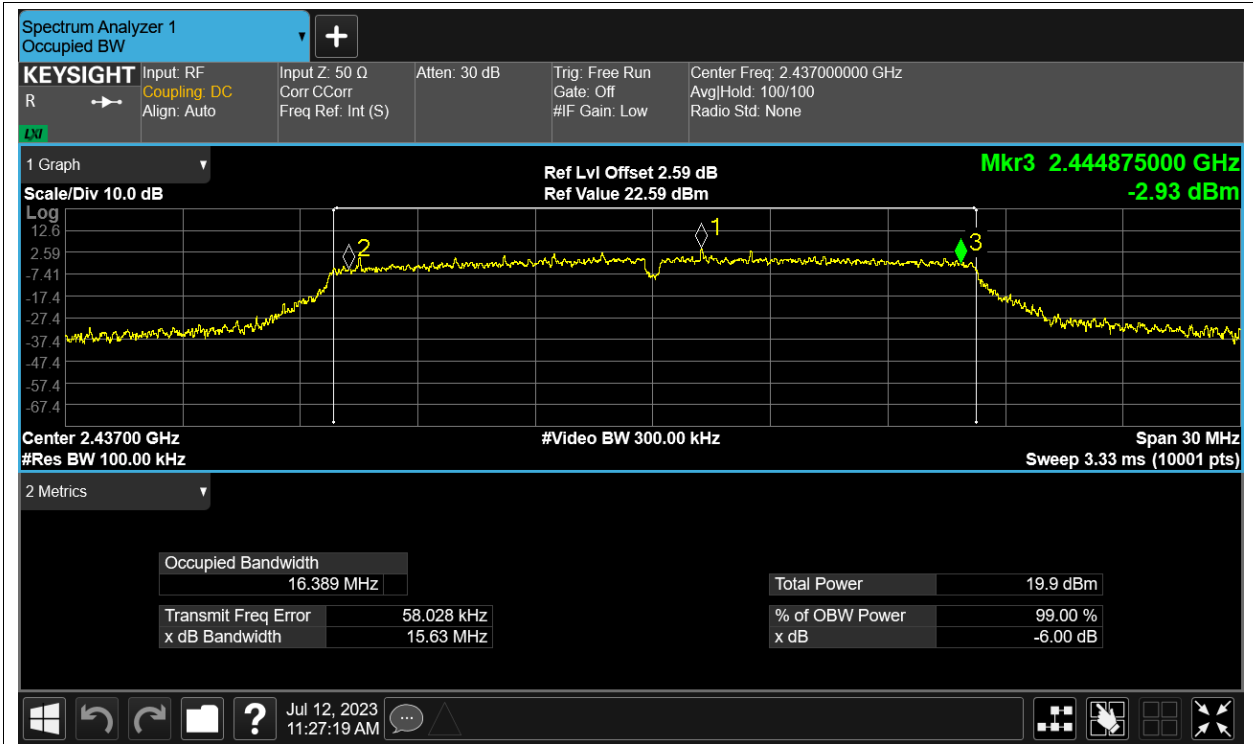 Spectrum Analyzer 1
Occupied BW
KEYSIGHT
R
LXI
Input: RF
Coupling: DC
Align: Auto
Input Z: 50 Ω
Corr CCorr
Freq Ref: Int (S)
Atten: 30 dB
Trig: Free Run
Gate: Off
#IF Gain: Low
Center Freq: 2.437000000 GHz
Avg|Hold: 100/100
Radio Std: None
1 Graph
Scale/Div 10.0 dB
Ref Lvl Offset 2.59 dB
Ref Value 22.59 dBm
Mkr3 2.444875000 GHz
-2.93 dBm
Log
12.6
2.59
-7.41
-17.4
-27.4
-37.4
-47.4
-57.4
-67.4
2
1
3
Center 2.43700 GHz
#Video BW 300.00 kHz
Span 30 MHz
#Res BW 100.00 kHz
Sweep 3.33 ms (10001 pts)
2 Metrics
Occupied Bandwidth
16.389 MHz
Transmit Freq Error 58.028 kHz
x dB Bandwidth 15.63 MHz
Total Power 19.9 dBm
% of OBW Power 99.00 %
x dB -6.00 dB
?
Jul 12, 2023
11:27:19 AM